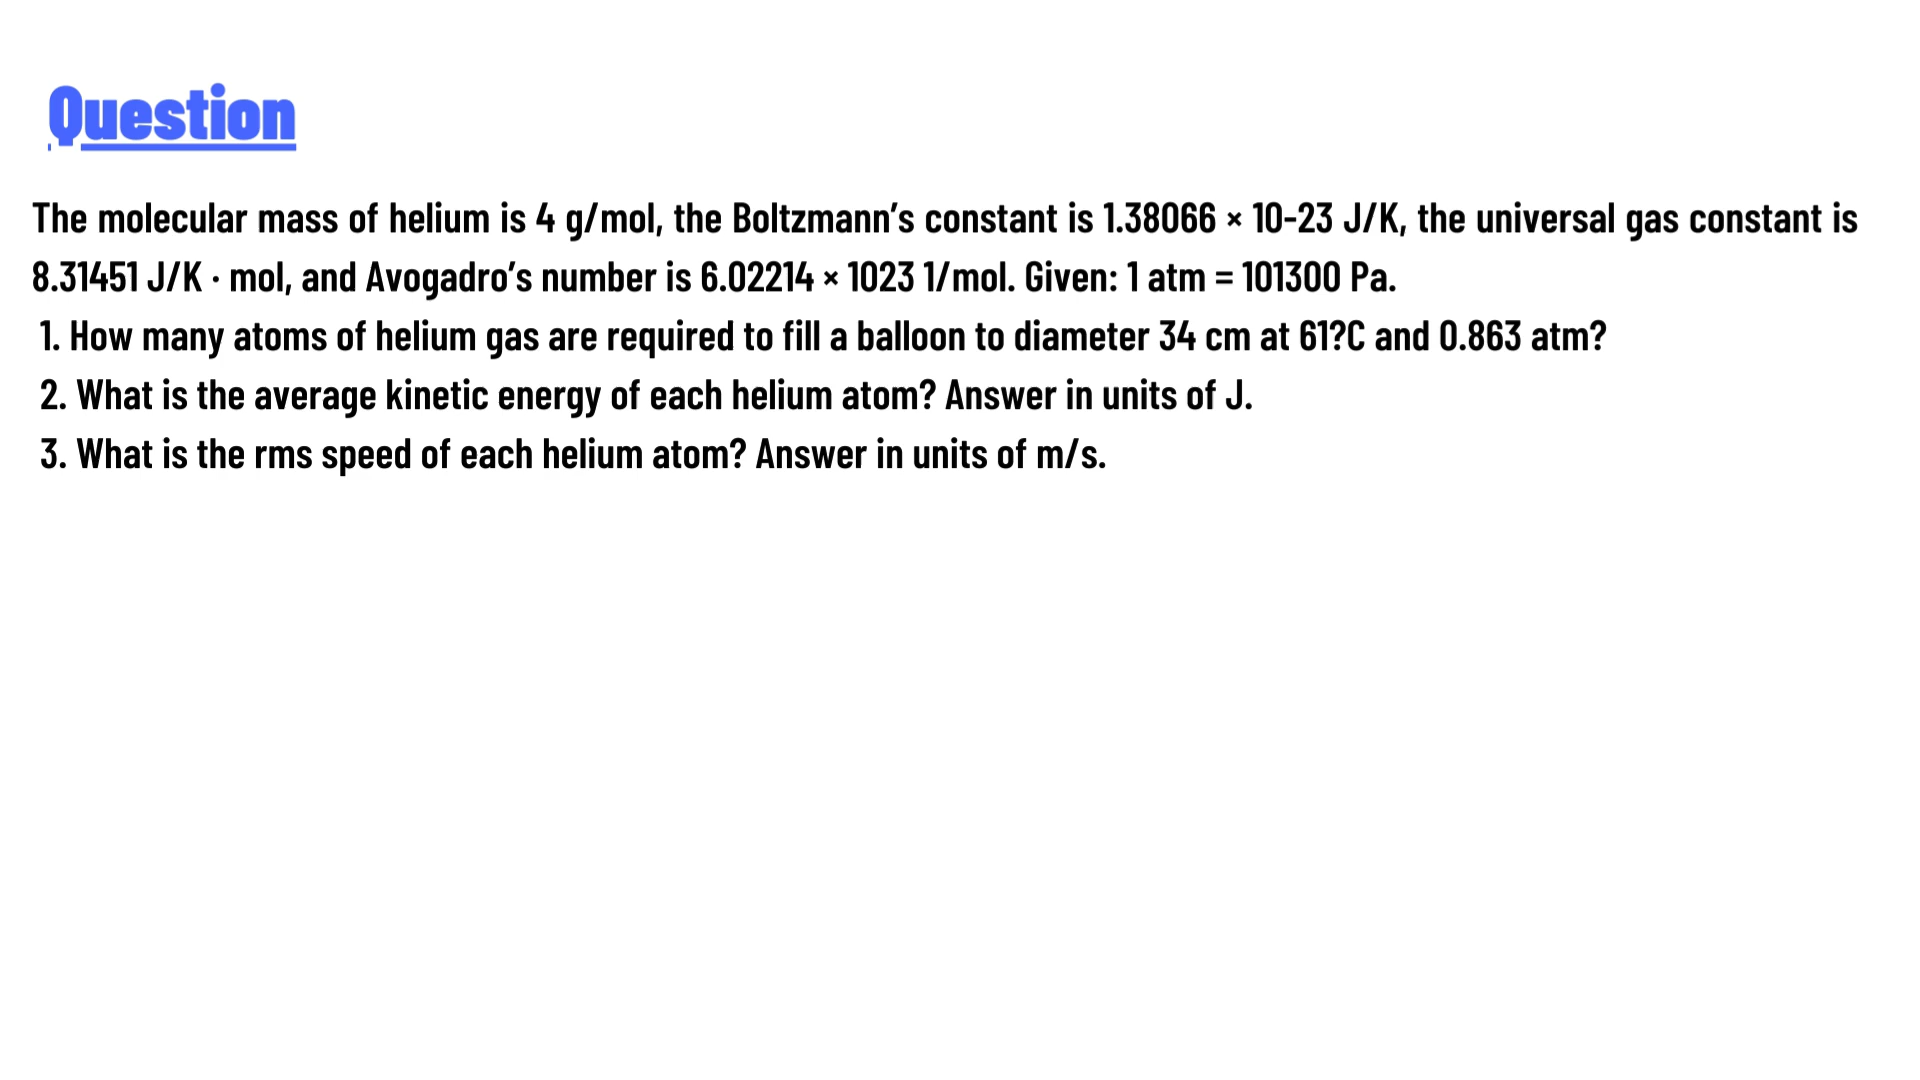 Question
The molecular mass of helium is 4 g/mol, the Boltzmann’s constant is 1.38066 × 10-23 J/K, the universal gas constant is
8.31451 J/K · mol, and Avogadro’s number is 6.02214 × 1023 1/mol. Given: 1 atm = 101300 Pa.
1. How many atoms of helium gas are required to fill a balloon to diameter 34 cm at 61?C and 0.863 atm?
2. What is the average kinetic energy of each helium atom? Answer in units of J.
3. What is the rms speed of each helium atom? Answer in units of m/s.